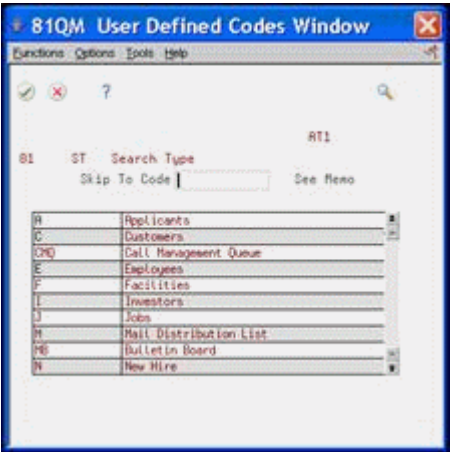 81QM User Defined Codes Window
Functions Options Tools Help
?
AT1
01 ST Search Type
Skip To Code See Memo
A Applicants
C Customers
CMQ Call Management Queue
E Employees
F Facilities
I Investors
J Jobs
M Mail Distribution List
MB Bulletin Board
N New Hire